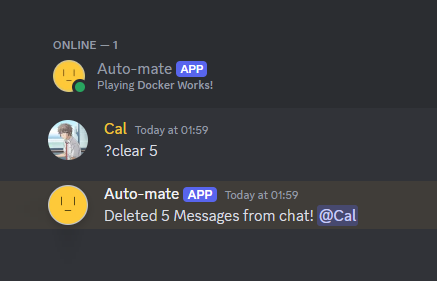 ONLINE — 1
Auto-mate APP
Playing Docker Works!
Cal Today at 01:59
?clear 5
Auto-mate APP Today at 01:59
Deleted 5 Messages from chat! @Cal